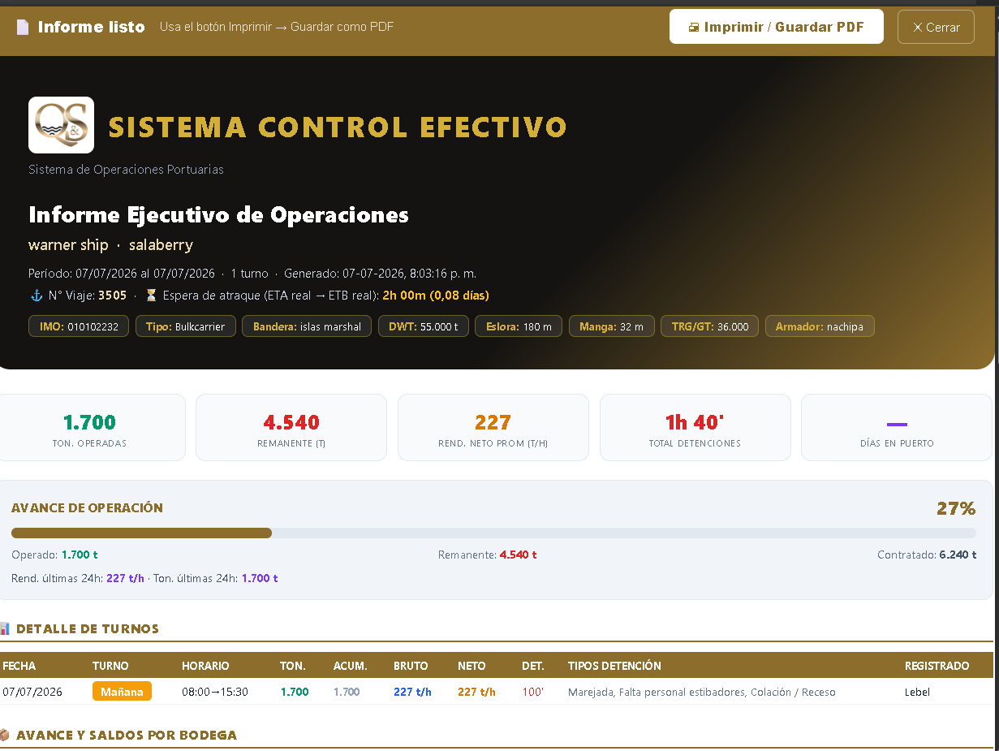 Informe listo Usa el botón Imprimir → Guardar como PDF Imprimir / Guardar PDF ✕ Cerrar
QS&
SISTEMA CONTROL EFECTIVO
Sistema de Operaciones Portuarias
Informe Ejecutivo de Operaciones
warner ship · salaberry
Período: 07/07/2026 al 07/07/2026 · 1 turno · Generado: 07-07-2026, 8:03:16 p. m.
N° Viaje: 3505 · Espera de atraque (ETA real → ETB real): 2h 00m (0,08 días)
IMO: 010102232 Tipo: Bulkcarrier Bandera: islas marshal DWT: 55.000 t Eslora: 180 m Manga: 32 m TRG/GT: 36.000 Armador: nachipa
1.700 4.540 227 1h 40' —
TON. OPERADAS REMANENTE (T) REND. NETO PROM (T/H) TOTAL DETENCIONES DÍAS EN PUERTO
AVANCE DE OPERACIÓN 27%
Operado: 1.700 t Remanente: 4.540 t Contratado: 6.240 t
Rend. últimas 24h: 227 t/h · Ton. últimas 24h: 1.700 t
DETALLE DE TURNOS
FECHA TURNO HORARIO TON. ACUM. BRUTO NETO DET. TIPOS DETENCIÓN REGISTRADO
07/07/2026 Mañana 08:00→15:30 1.700 1.700 227 t/h 227 t/h 100' Marejada, Falta personal estibadores, Colación / Receso Lebel
AVANCE Y SALDOS POR BODEGA